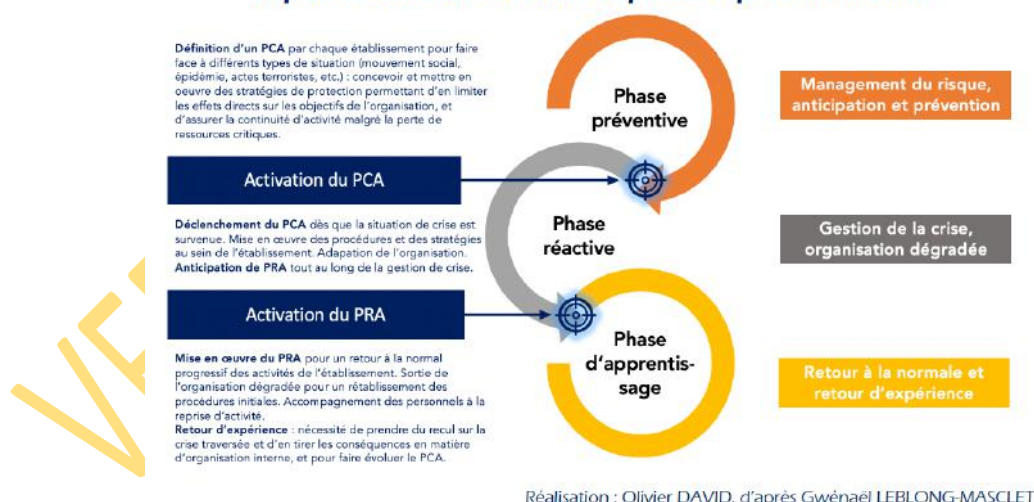 Définition d'un PCA par chaque établissement pour faire
face à différents types de situation (mouvement social,
épidémie, actes terroristes, etc.) : concevoir et mettre en
oeuvre des stratégies de protection permettant d'en limiter
les effets directs sur les objectifs de l'organisation, et
d'assurer la continuité d'activité malgré la perte de
ressources critiques.
Phase
préventive
Management du risque,
anticipation et prévention
Activation du PCA
Déclenchement du PCA dès que la situation de crise est
survenue. Mise en œuvre des procédures et des stratégies
au sein de l'établissement. Adapation de l'organisation.
Anticipation de PRA tout au long de la gestion de crise.
Phase
réactive
Gestion de la crise,
organisation dégradée
Activation du PRA
Mise en œuvre du PRA pour un retour à la normal
progressif des activités de l'établissement. Sortie de
l'organisation dégradée pour un rétablissement des
procédures initiales. Accompagnement des personnels à la
reprise d'activité.
Retour d'expérience : nécessité de prendre du recul sur la
crise traversée et d'en tirer les conséquences en matière
d'organisation interne, et pour faire évoluer le PCA.
Phase
d'apprentis-
sage
Retour à la normale et
retour d'expérience
Réalisation : Olivier DAVID, d'après Gwénaël LEBLONG-MASCLET